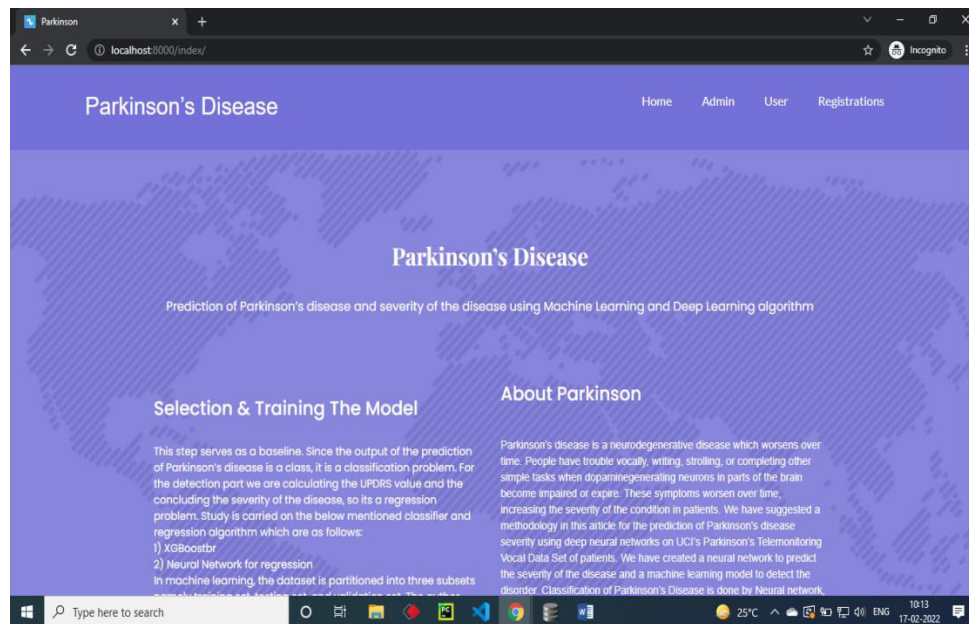 Parkinson
localhost:8000/index/
Incognito
Parkinson's Disease
Home Admin User Registrations
Parkinson's Disease
Prediction of Parkinson's disease and severity of the disease using Machine Learning and Deep Learning algorithm
Selection & Training The Model
This step serves as a baseline. Since the output of the prediction
of Parkinson's disease is a class, it is a classification problem. For
the detection part we are calculating the UPDRS value and the
concluding the severity of the disease, so its a regression
problem. Study is carried on the below mentioned classifier and
regression algorithm which are as follows:
1) XGBoostbr
2) Neural Network for regression
In machine learning, the dataset is partitioned into three subsets
namely training set, testing set, and validation set. The author
About Parkinson
Parkinson's disease is a neurodegenerative disease which worsens over
time. People have trouble vocally, writing, strolling, or completing other
simple tasks when dopaminegenerating neurons in parts of the brain
become impaired or expire. These symptoms worsen over time,
increasing the severity of the condition in patients. We have suggested a
methodology in this article for the prediction of Parkinson's disease
severity using deep neural networks on UCI's Parkinson's Telemonitoring
Vocal Data Set of patients. We have created a neural network to predict
the severity of the disease and a machine learning model to detect the
disorder. Classification of Parkinson's Disease is done by Neural network,
Type here to search
25°C
ENG
10:13
17-02-2022